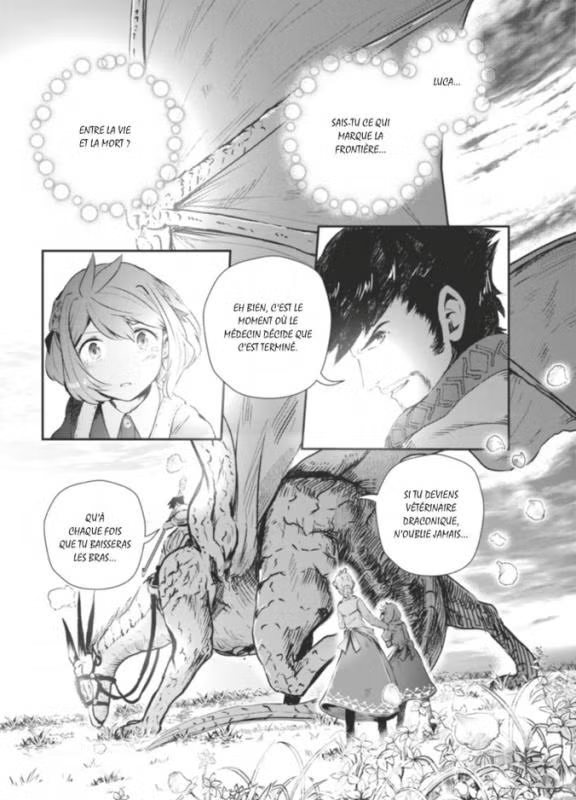 LUCA...
SAIS-TU CE QUI
MARQUE LA
FRONTIÈRE...
ENTRE LA VIE
ET LA MORT ?
EH BIEN, C'EST LE
MOMENT OÙ LE
MÉDECIN DÉCIDE QUE
C'EST TERMINÉ.
SI TU DEVIENS
VÉTÉRINAIRE
DRACONIQUE,
N'OUBLIE JAMAIS...
QU'À
CHAQUE FOIS
QUE TU BAISSERAS
LES BRAS...